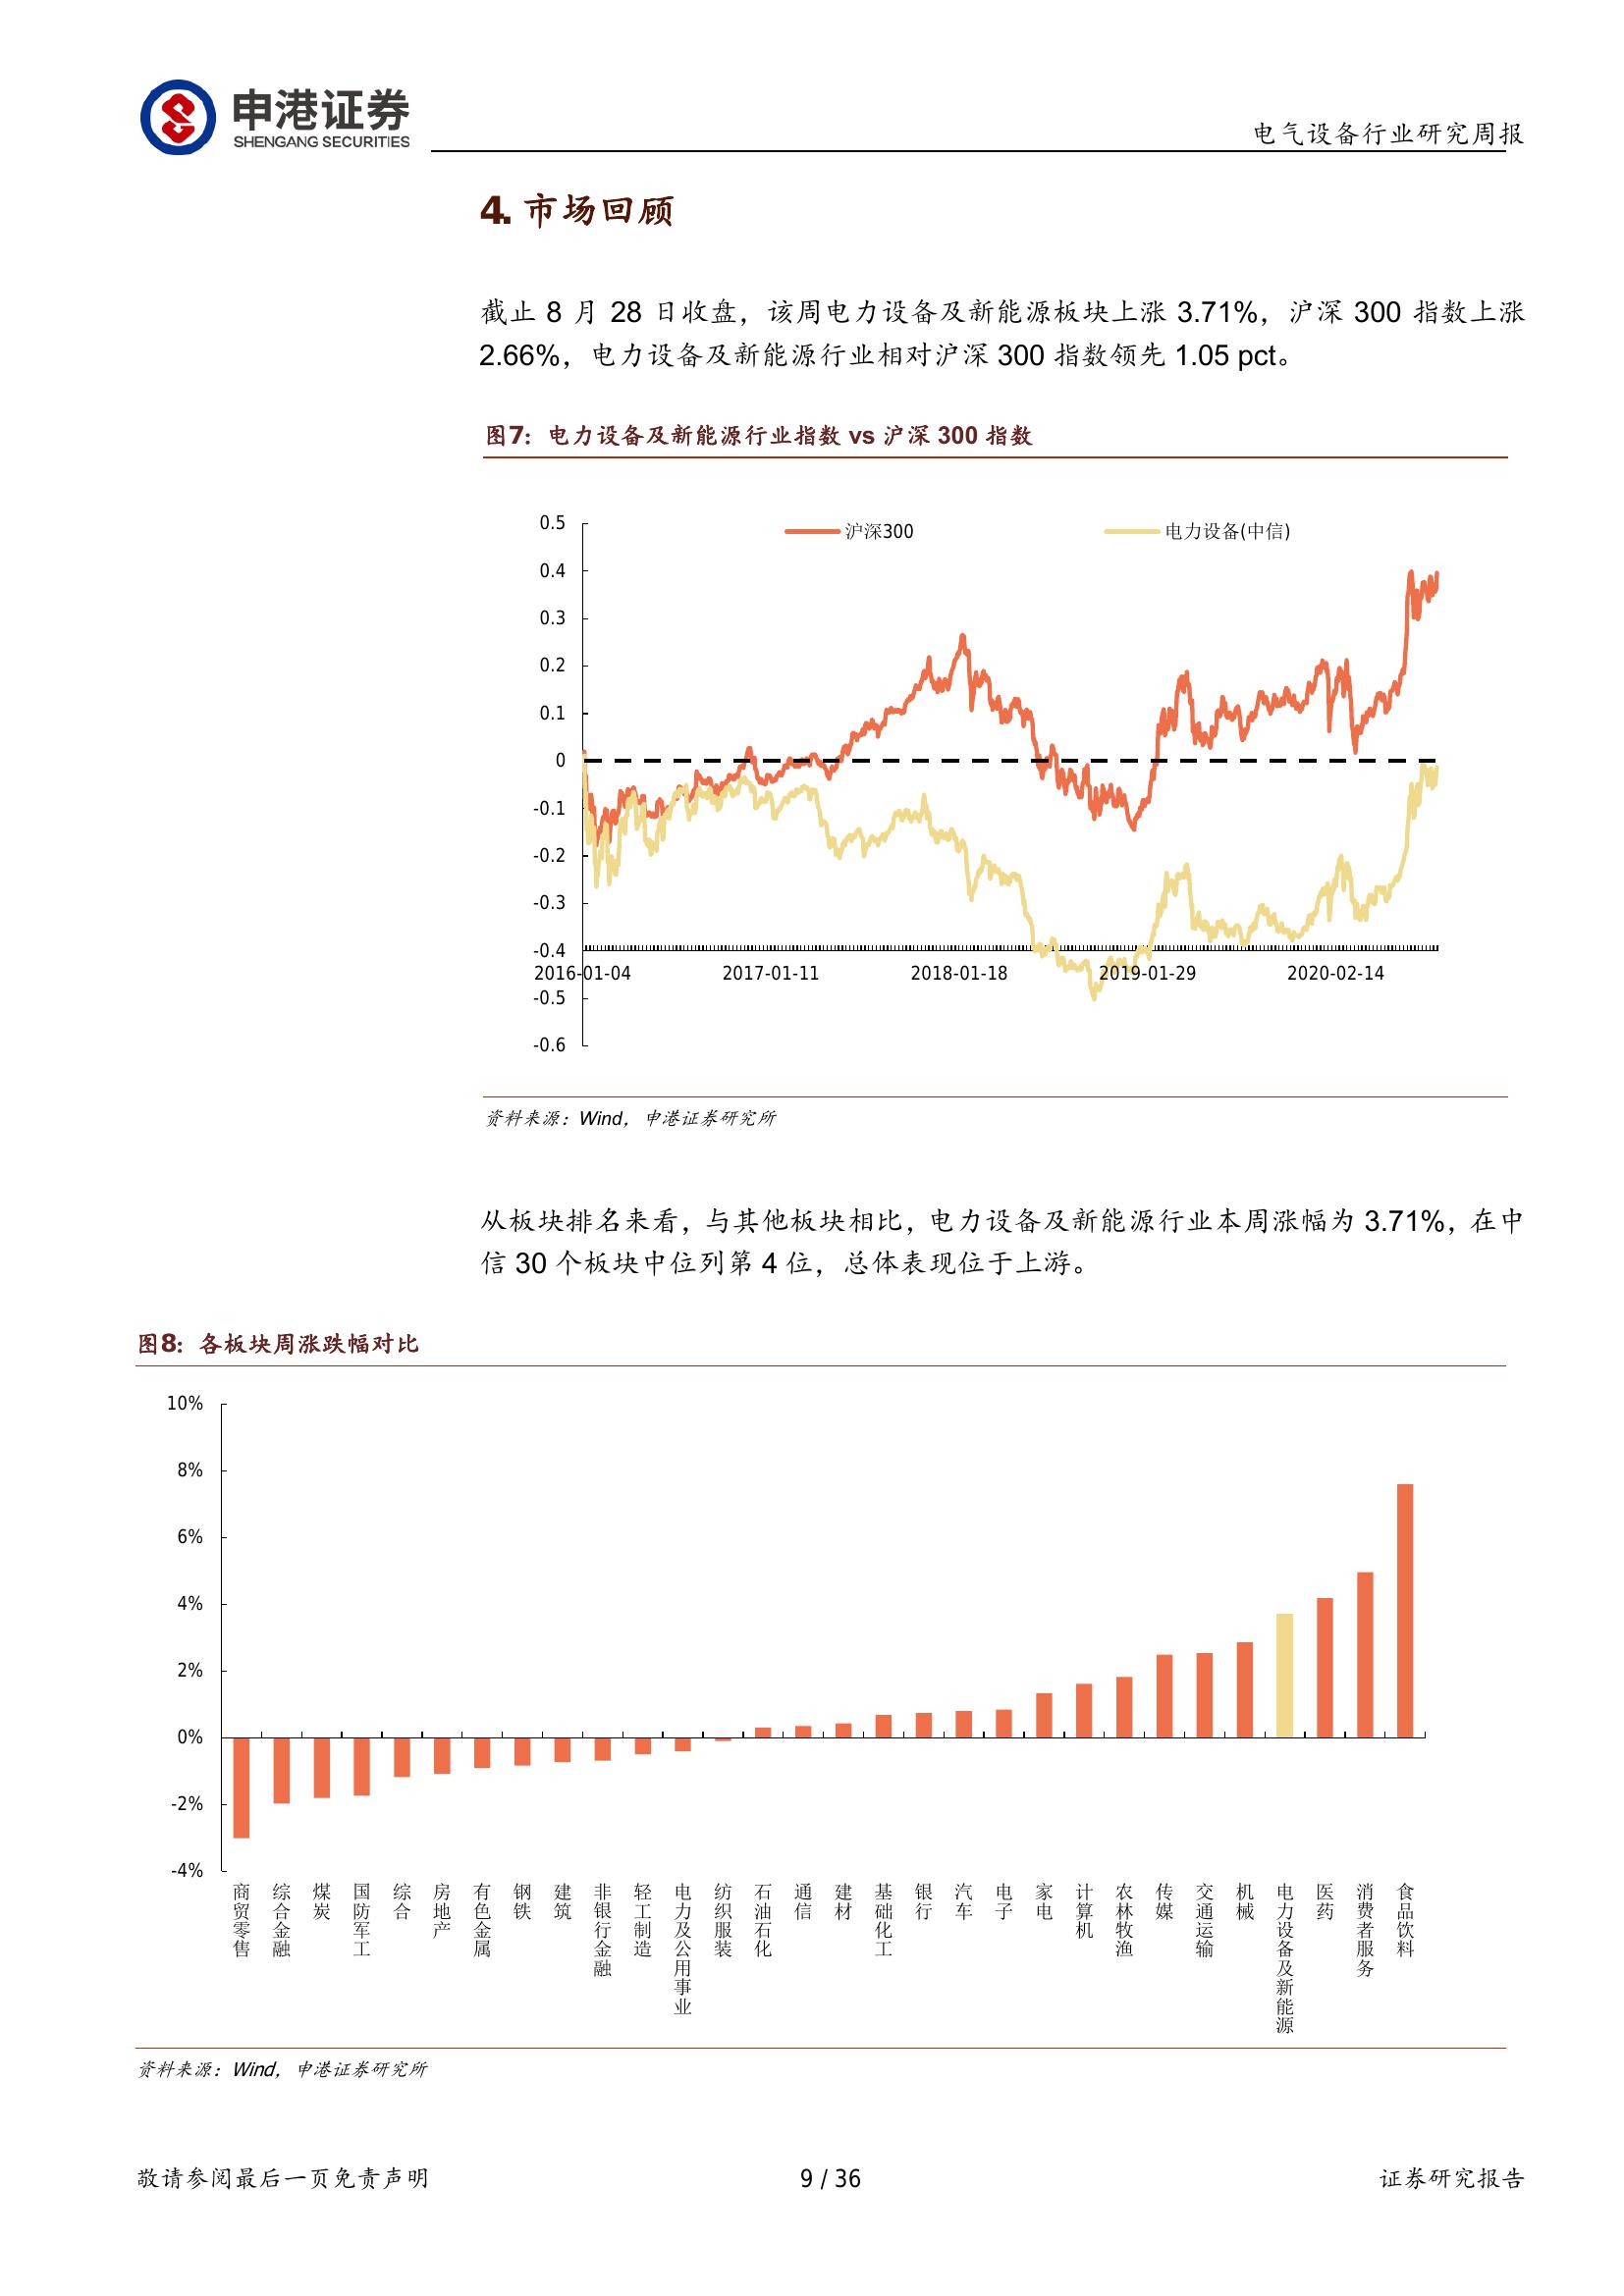 申港证券
SHENGANG SECURITIES
电气设备行业研究周报
4. 市场回顾
截止 8 月 28 日收盘，该周电力设备及新能源板块上涨 3.71%，沪深 300 指数上涨
2.66%，电力设备及新能源行业相对沪深 300 指数领先 1.05 pct。
图7：电力设备及新能源行业指数 vs 沪深 300 指数
沪深300
电力设备(中信)
0.5
0.4
0.3
0.2
0.1
0
-0.1
-0.2
-0.3
-0.4
2016-01-04 2017-01-11 2018-01-18 2019-01-29 2020-02-14
-0.5
-0.6
资料来源：Wind，申港证券研究所
从板块排名来看，与其他板块相比，电力设备及新能源行业本周涨幅为 3.71%，在中
信 30 个板块中位列第 4 位，总体表现位于上游。
图8：各板块周涨跌幅对比
10%
8%
6%
4%
2%
0%
-2%
-4%
商贸零售
综合金融
煤炭
国防军工
综合
房地产
有色金属
钢铁
建筑
非银行金融
轻工制造
电力及公用事业
纺织服装
石油石化
通信
建材
基础化工
银行
汽车
电子
家电
计算机
农林牧渔
传媒
交通运输
机械
电力设备及新能源
医药
消费者服务
食品饮料
资料来源：Wind，申港证券研究所
敬请参阅最后一页免责声明
9 / 36
证券研究报告